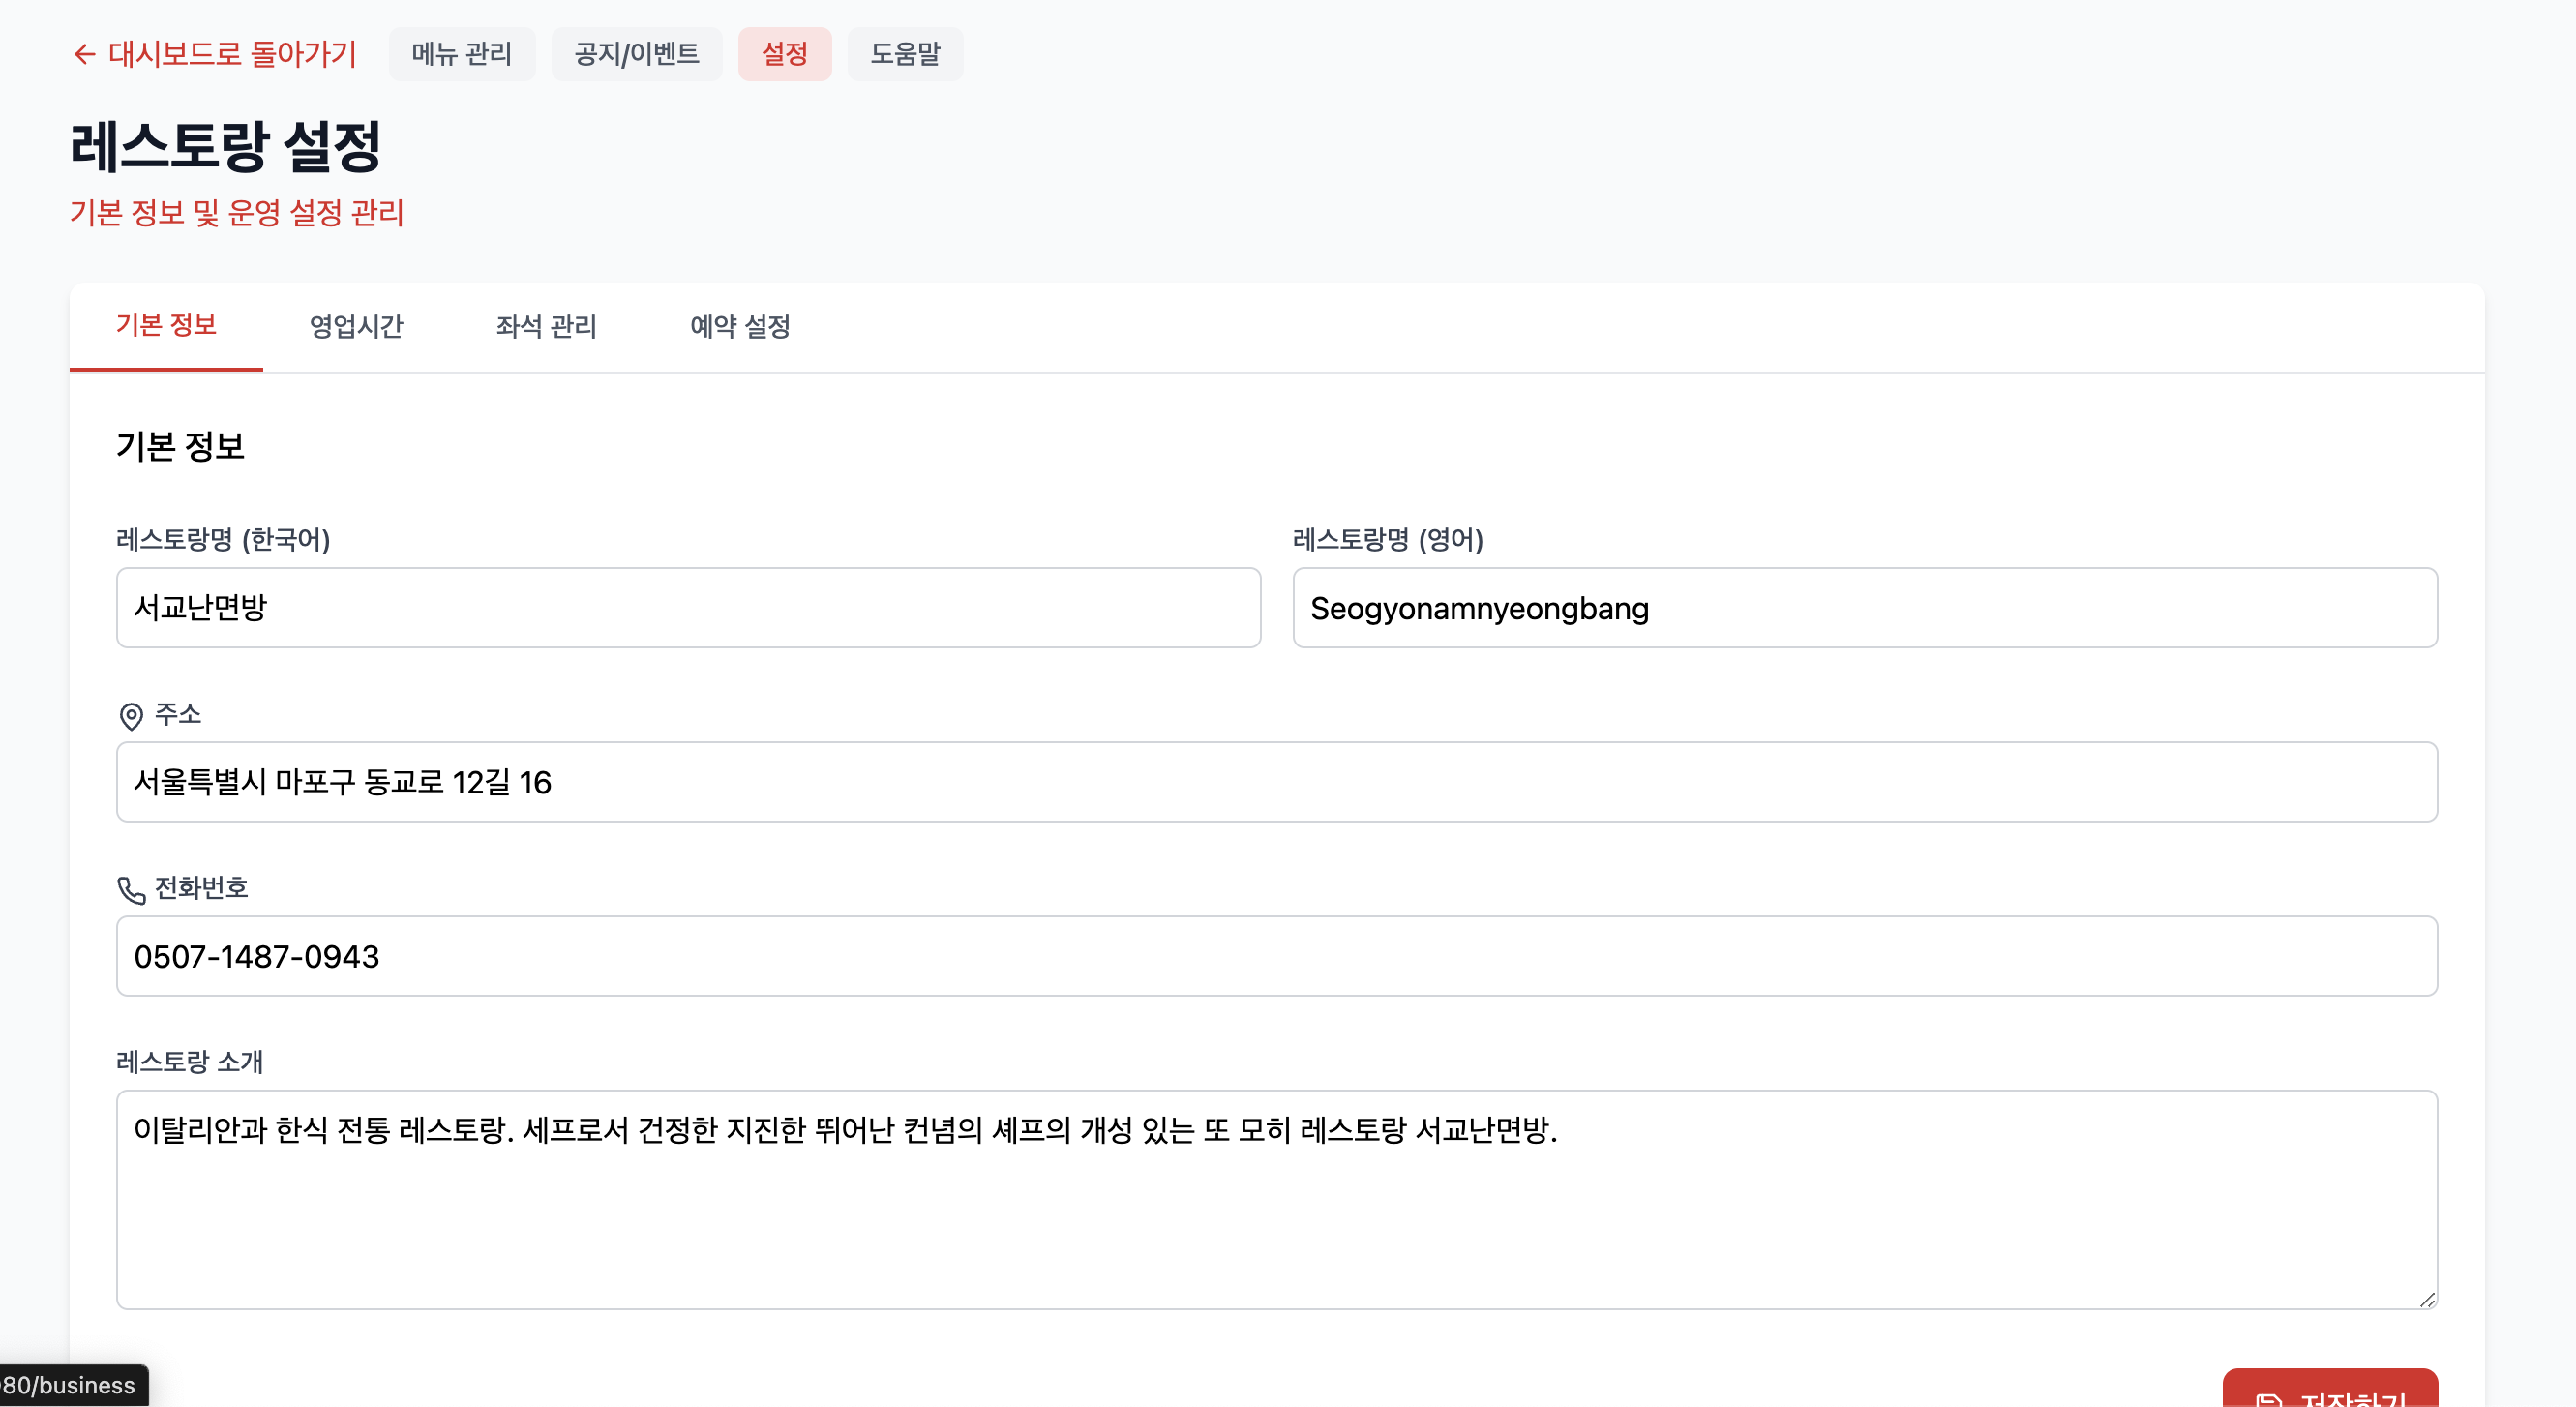 ← 대시보드로 돌아가기 메뉴 관리 공지/이벤트 설정 도움말
레스토랑 설정
기본 정보 및 운영 설정 관리
기본 정보 영업시간 좌석 관리 예약 설정
기본 정보
레스토랑명 (한국어) 레스토랑명 (영어)
서교난면방 Seogyonamnyeongbang
주소
서울특별시 마포구 동교로 12길 16
전화번호
0507-1487-0943
레스토랑 소개
이탈리안과 한식 전통 레스토랑. 세프로서 건정한 지진한 뛰어난 컨념의 셰프의 개성 있는 또 모히 레스토랑 서교난면방.
80/business
저장하기